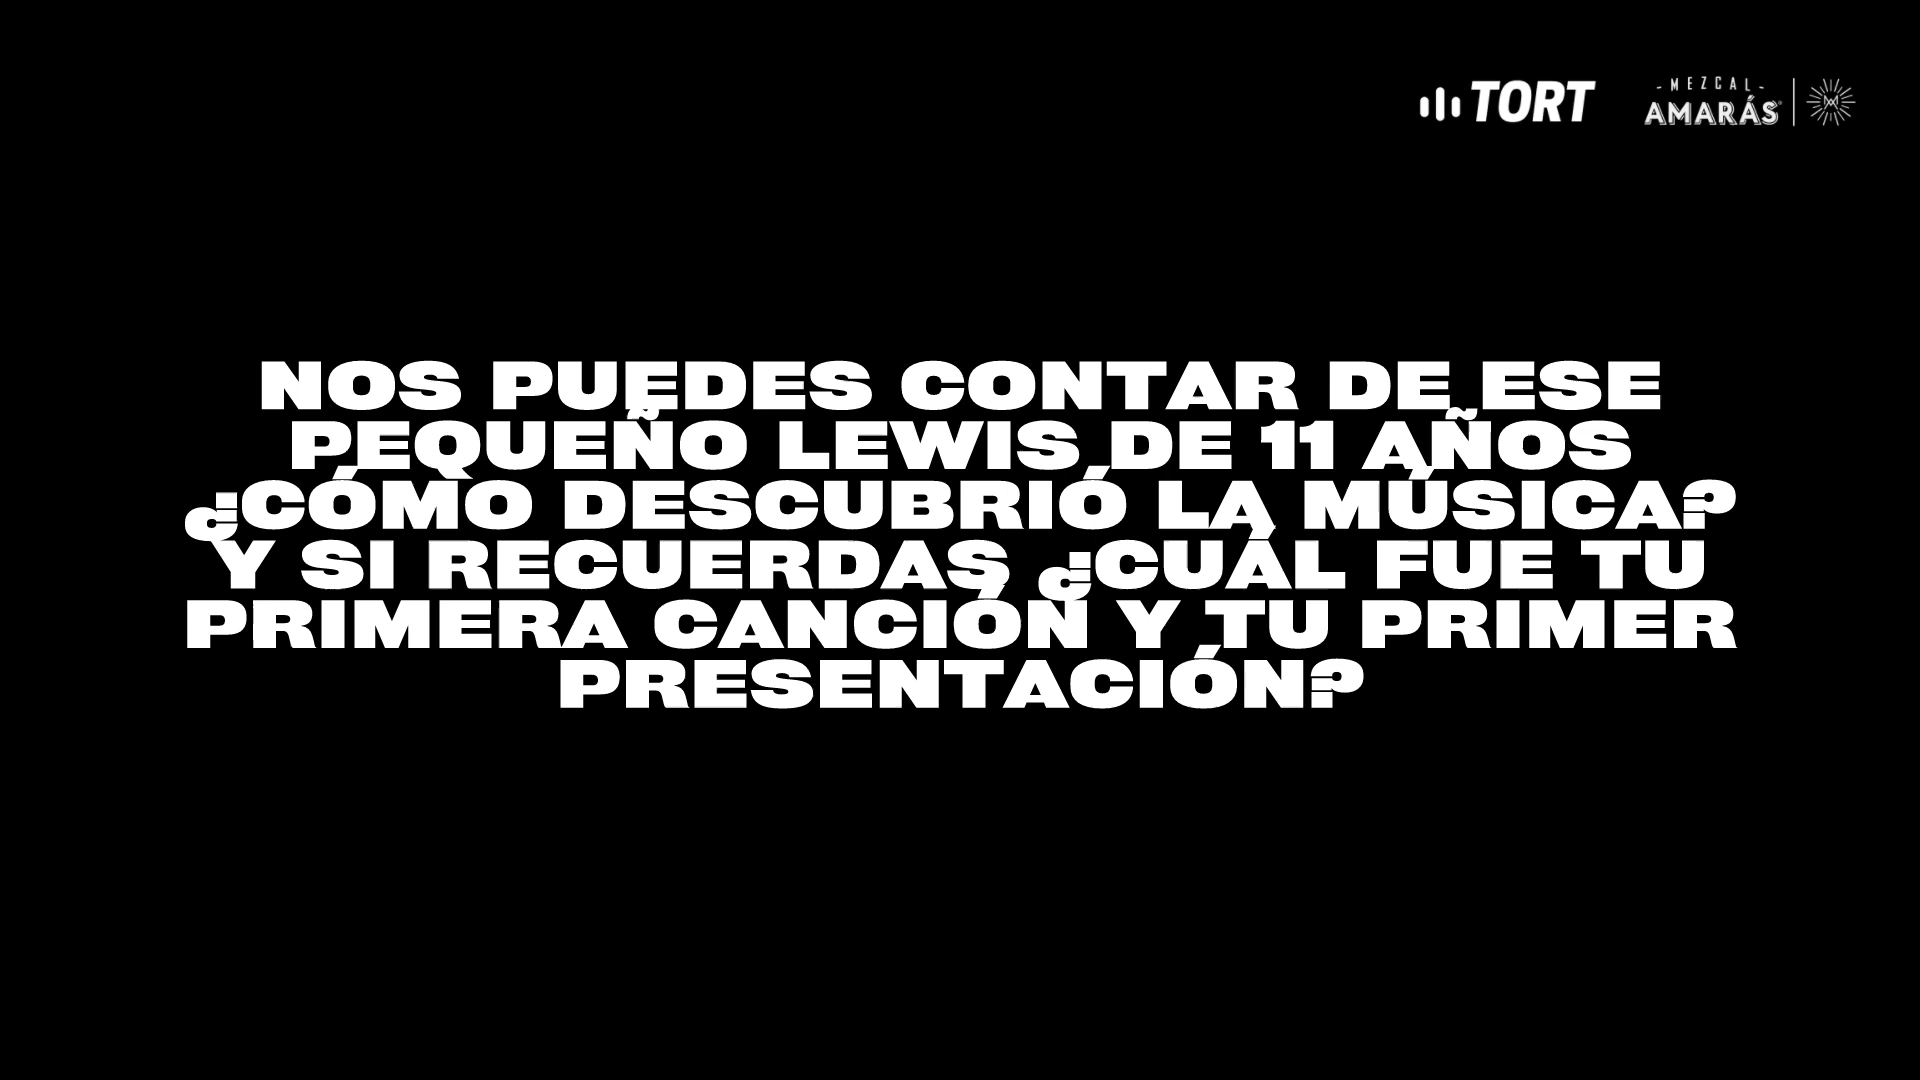 TORT
-MEZCAL-
AMARÁS®
NOS PUEDES CONTAR DE ESE
PEQUEÑO LEWIS DE 11 AÑOS
¿CÓMO DESCUBRIÓ LA MÚSICA?
Y SI RECUERDAS ¿CUÁL FUE TU
PRIMERA CANCIÓN Y TU PRIMER
PRESENTACIÓN?